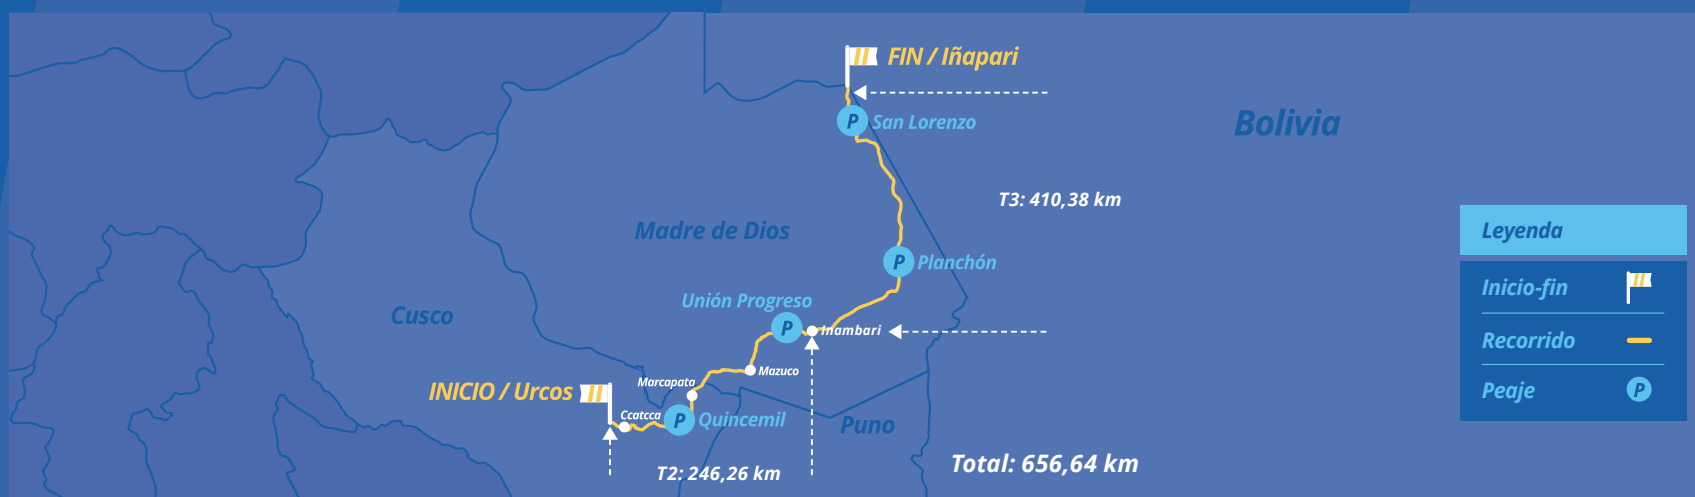 FIN / Iñapari
P
San Lorenzo
Bolivia
T3: 410,38 km
Madre de Dios
P
Planchón
Unión Progreso
P
Inambari
Cusco
Mazuco
Marcapata
INICIO / Urcos
Ccatcca
P
Quincemil
Puno
T2: 246,26 km
Total: 656,64 km
Leyenda
Inicio-fin
Recorrido
Peaje
P